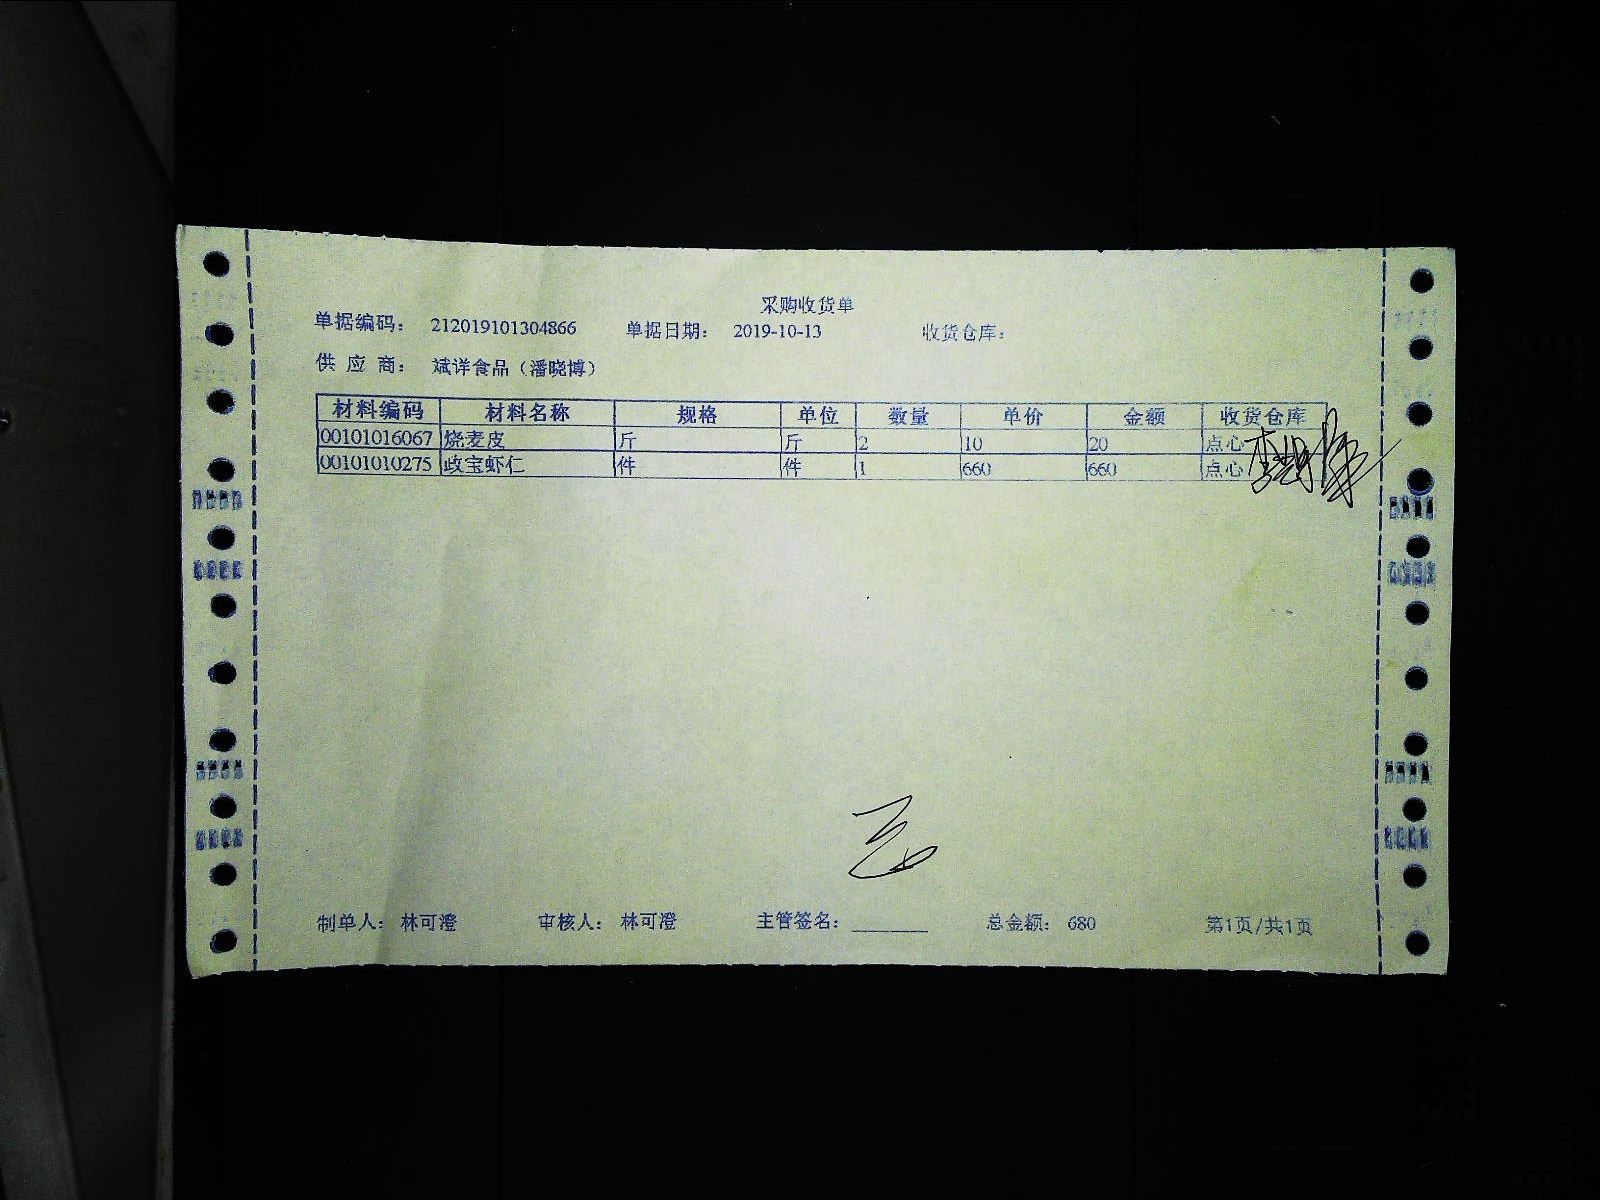 采购收货单
单据编码： 212019101304866 单据日期： 2019-10-13 收货仓库：
供 应 商： 斌详食品（潘晓博）
材料编码 材料名称 规格 单位 数量 单价 金额 收货仓库
00101016067 烧麦皮 斤 斤 2 10 20 点心
00101010275 政宝虾仁 件 件 1 660 660 点心
制单人： 林可澄 审核人： 林可澄 主管签名： 总金额： 680 第1页/共1页